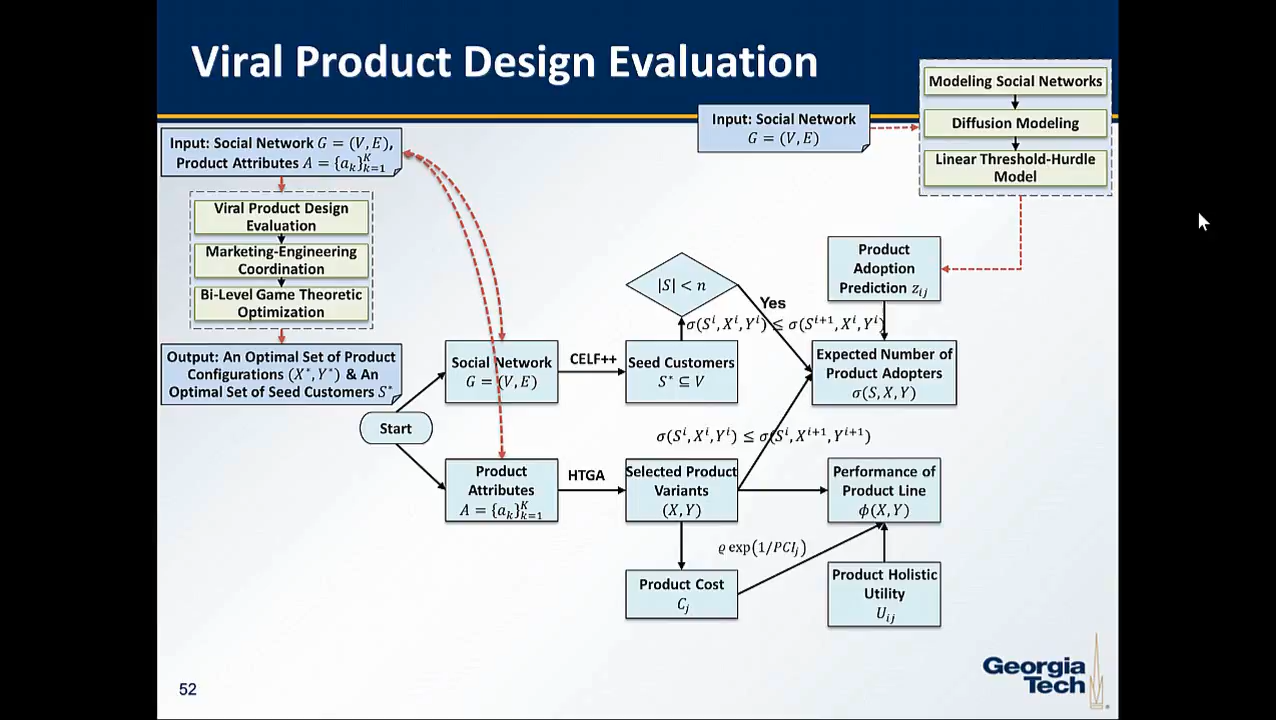 Viral Product Design Evaluation
Modeling Social Networks
Diffusion Modeling
Linear Threshold-Hurdle
Model
Input: Social Network
G = (V, E)
Input: Social Network G = (V, E),
Product Attributes A = {a_k}_{k=1}^K
Viral Product Design
Evaluation
Marketing-Engineering
Coordination
Bi-Level Game Theoretic
Optimization
Output: An Optimal Set of Product
Configurations (X*, Y*) & An
Optimal Set of Seed Customers S*
Start
Social Network
G = (V, E)
CELF++
Seed Customers
S* ⊆ V
|S| < n
Yes
σ(S^i, X^i, Y^i) ≤ σ(S^{i+1}, X^i, Y^i)
Product
Adoption
Prediction z_{ij}
Expected Number of
Product Adopters
σ(S, X, Y)
σ(S^i, X^i, Y^i) ≤ σ(S^i, X^{i+1}, Y^{i+1})
Product
Attributes
A = {a_k}_{k=1}^K
HTGA
Selected Product
Variants
(X, Y)
Performance of
Product Line
ϕ(X, Y)
ϱ exp(1/PCI_j)
Product Cost
C_j
Product Holistic
Utility
U_{ij}
52
Georgia
Tech